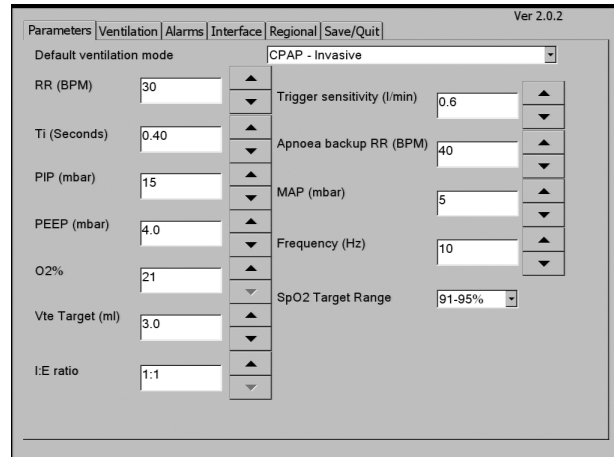 Ver 2.0.2
Parameters Ventilation Alarms Interface Regional Save/Quit
Default ventilation mode CPAP - Invasive
RR (BPM) 30
Ti (Seconds) 0.40
PIP (mbar) 15
PEEP (mbar) 4.0
O2% 21
Vte Target (ml) 3.0
I:E ratio 1:1
Trigger sensitivity (l/min) 0.6
Apnoea backup RR (BPM) 40
MAP (mbar) 5
Frequency (Hz) 10
SpO2 Target Range 91-95%